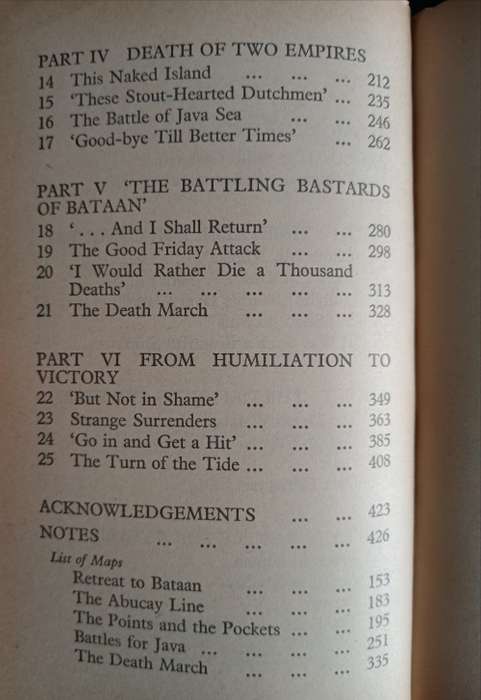 PART IV DEATH OF TWO EMPIRES
14 This Naked Island ... ... ... 212
15 ‘These Stout-Hearted Dutchmen’ ... 235
16 The Battle of Java Sea ... ... 246
17 ‘Good-bye Till Better Times’ ... 262
PART V ‘THE BATTLING BASTARDS
OF BATAAN’
18 ‘. . . And I Shall Return’ ... ... 280
19 The Good Friday Attack ... ... 298
20 ‘I Would Rather Die a Thousand
Deaths’ ... ... ... ... ... 313
21 The Death March ... ... ... 328
PART VI FROM HUMILIATION TO
VICTORY
22 ‘But Not in Shame’ ... ... ... 349
23 Strange Surrenders ... ... ... 363
24 ‘Go in and Get a Hit’ ... ... ... 385
25 The Turn of the Tide ... ... ... 408
ACKNOWLEDGEMENTS ... ... 423
NOTES ... ... ... ... ... 426
List of Maps
Retreat to Bataan ... ... ... 153
The Abucay Line ... ... ... 183
The Points and the Pockets ... ... 195
Battles for Java ... ... ... ... 251
The Death March ... ... ... 335